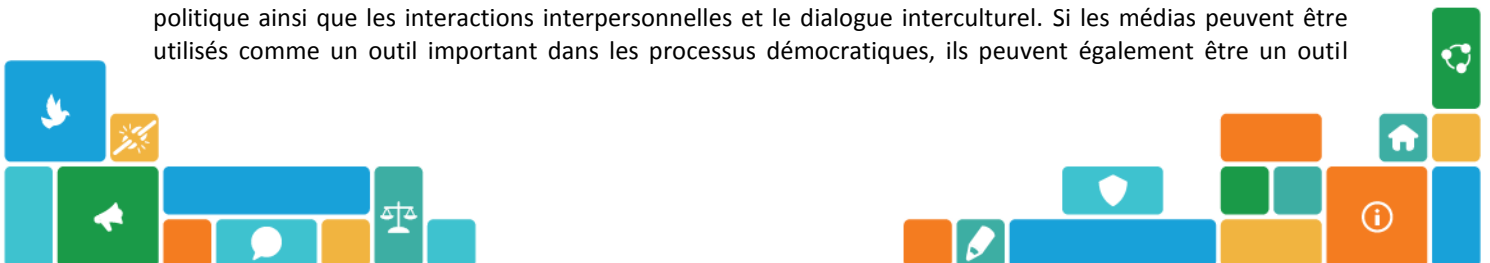 politique ainsi que les interactions interpersonnelles et le dialogue interculturel. Si les médias peuvent être
utilisés comme un outil important dans les processus démocratiques, ils peuvent également être un outil